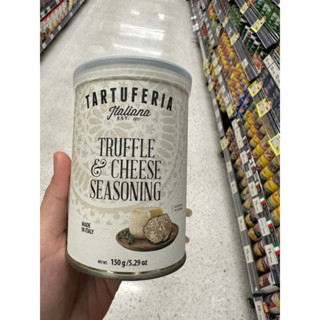 TARTUFERIA
Italiana
TRUFFLE
& CHEESE
SEASONING
MADE
IN ITALY
NET WT. 150 g/5.29 oz